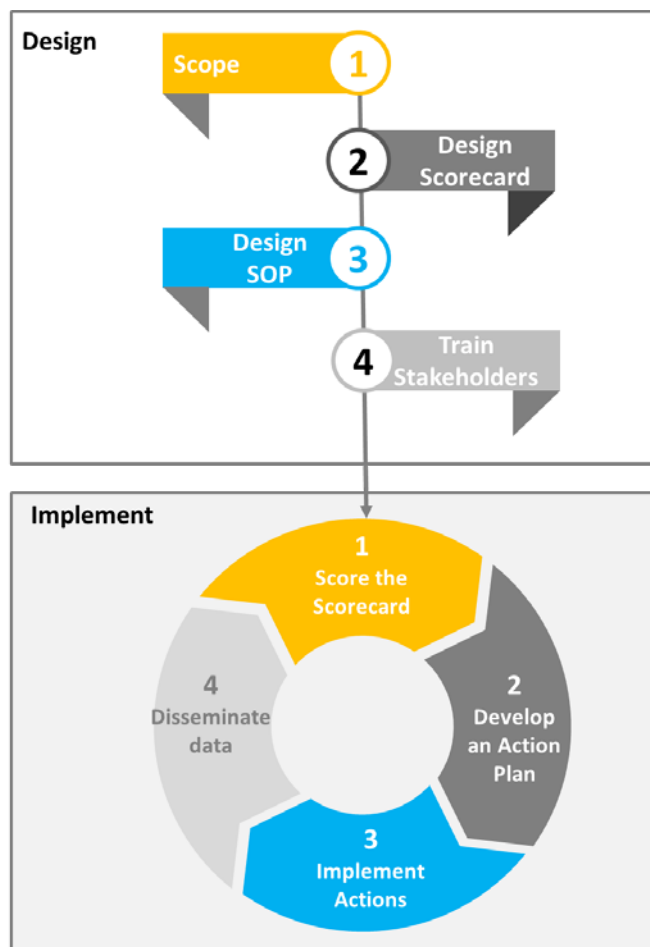 Design
Scope
1
2
Design
Scorecard
Design
SOP
3
4
Train
Stakeholders
Implement
1
Score the
Scorecard
2
Develop
an Action
Plan
3
Implement
Actions
4
Disseminate
data